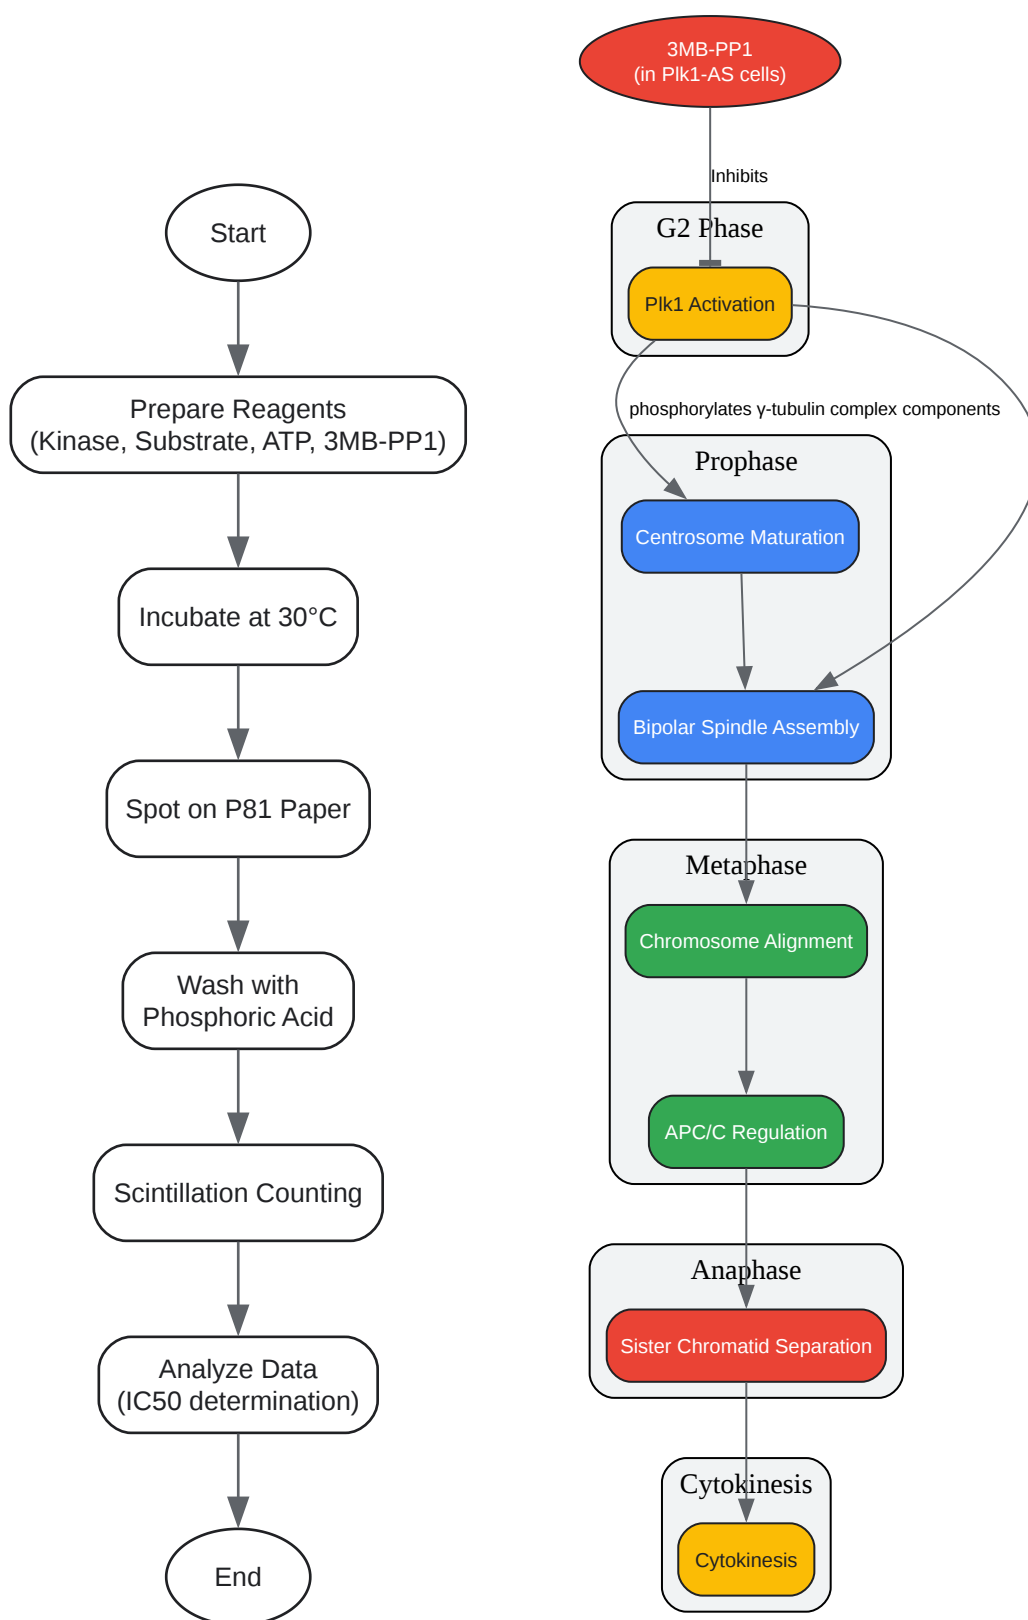 Start
Prepare Reagents
(Kinase, Substrate, ATP, 3MB-PP1)
Incubate at 30°C
Spot on P81 Paper
Wash with
Phosphoric Acid
Scintillation Counting
Analyze Data
(IC50 determination)
End
3MB-PP1
(in Plk1-AS cells)
Inhibits
G2 Phase
Plk1 Activation
phosphorylates γ-tubulin complex components
Prophase
Centrosome Maturation
Bipolar Spindle Assembly
Metaphase
Chromosome Alignment
APC/C Regulation
Anaphase
Sister Chromatid Separation
Cytokinesis
Cytokinesis